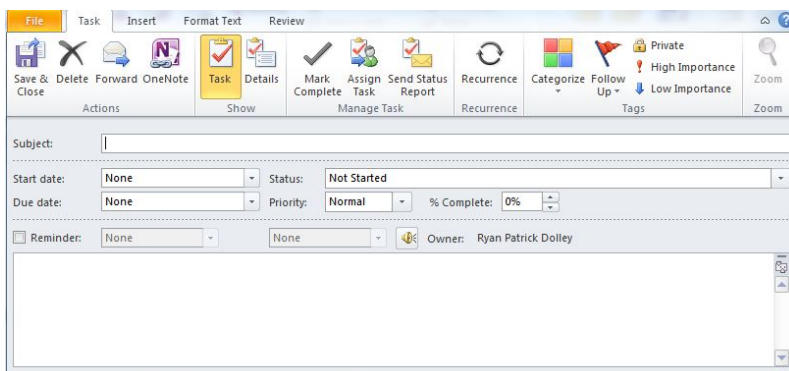 File Task Insert Format Text Review
Save & Close Delete Forward OneNote Task Details Mark Complete Assign Task Send Status Report Recurrence Categorize Follow Up Private High Importance Low Importance Zoom
Actions Show Manage Task Recurrence Tags Zoom
Subject:
Start date: None Status: Not Started
Due date: None Priority: Normal % Complete: 0%
Reminder: None None Owner: Ryan Patrick Dolley